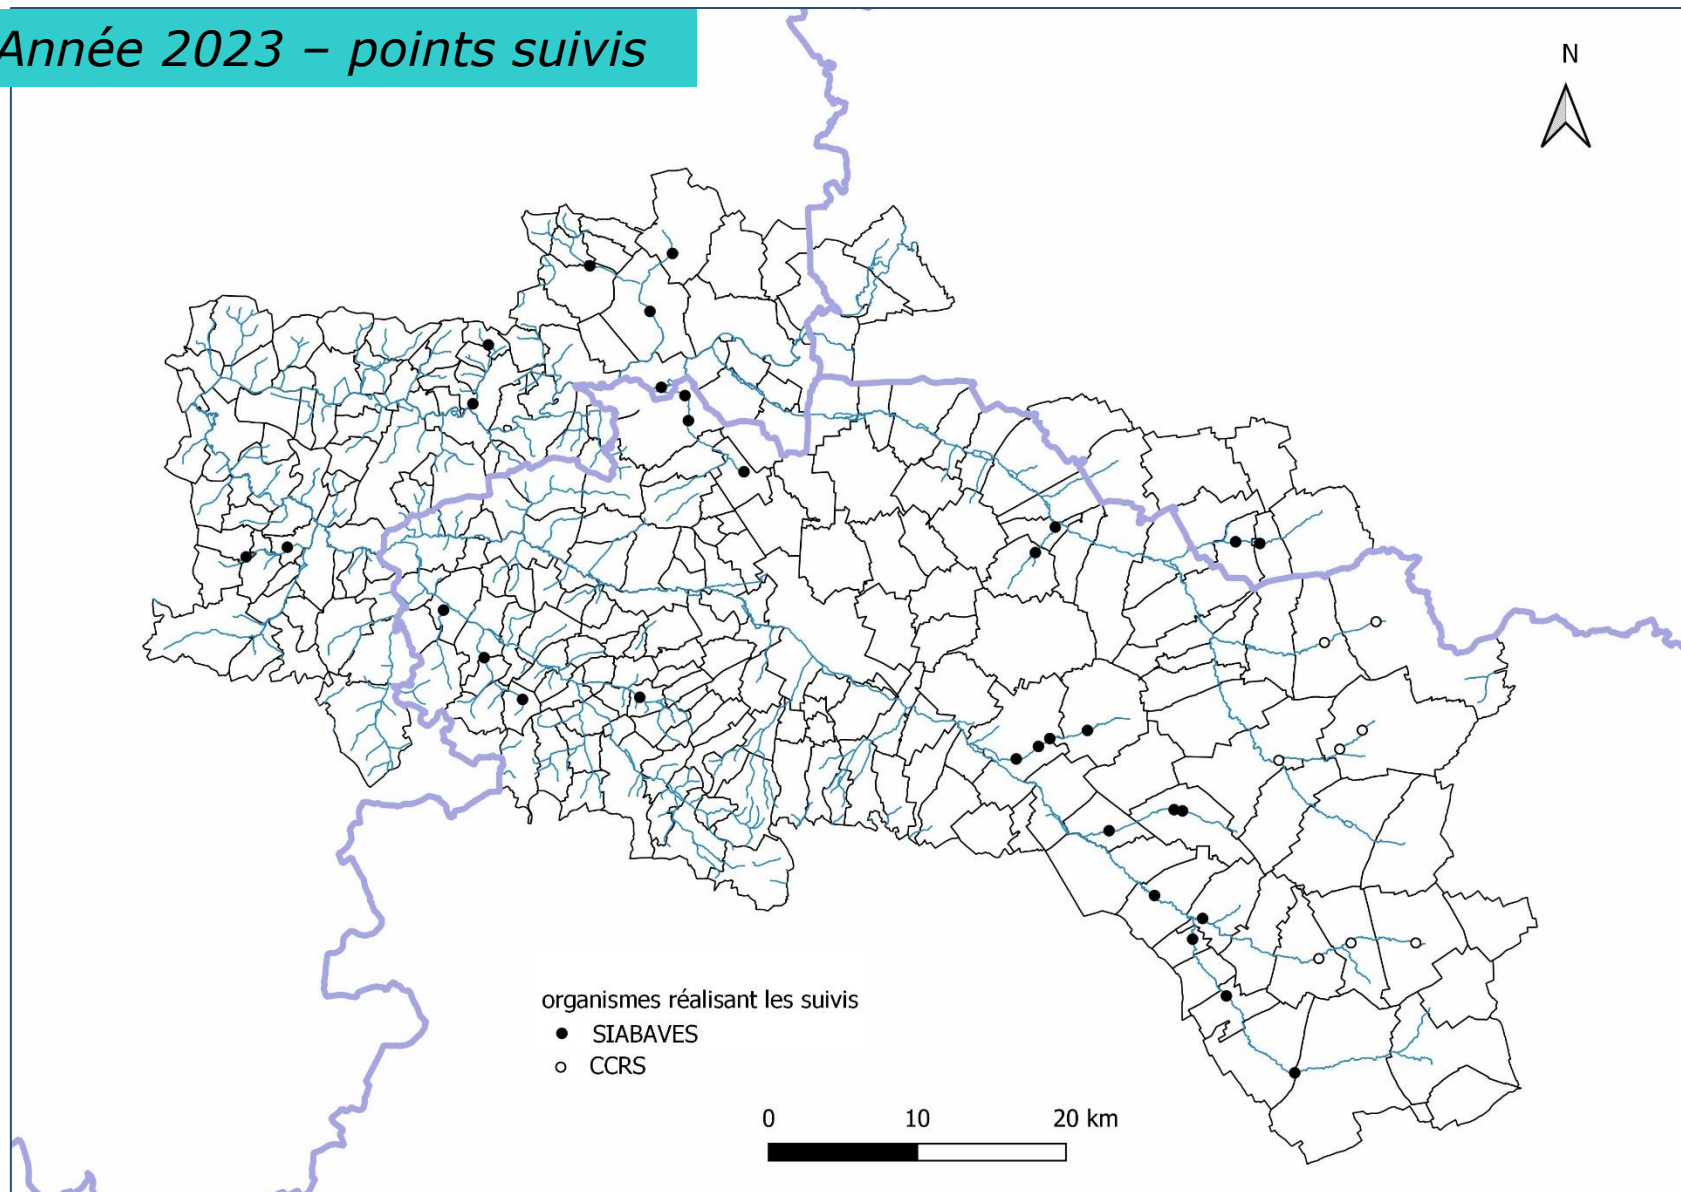 Année 2023 – points suivis
N
organismes réalisant les suivis
SIABAVES
CCRS
0 10 20 km